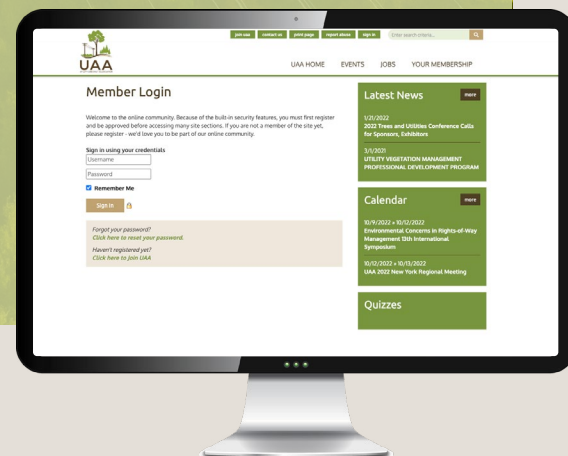 join uaa contact us print page report abuse sign in Enter search criteria...
UAA
UAA HOME EVENTS JOBS YOUR MEMBERSHIP
Member Login
Welcome to the online community. Because of the built-in security features, you must first register
and be approved before accessing many site sections. If you are not a member of the site yet,
please register - we'd love you to be part of our online community.
Sign in using your credentials
Username
Password
Remember Me
Sign In
Forgot your password?
Click here to reset your password.
Haven't registered yet?
Click here to Join UAA
Latest News more
1/21/2022
2022 Trees and Utilities Conference Calls
for Sponsors, Exhibitors
3/1/2021
UTILITY VEGETATION MANAGEMENT
PROFESSIONAL DEVELOPMENT PROGRAM
Calendar more
10/9/2022 » 10/12/2022
Environmental Concerns in Rights-of-Way
Management 13th International
Symposium
10/12/2022 » 10/13/2022
UAA 2022 New York Regional Meeting
Quizzes